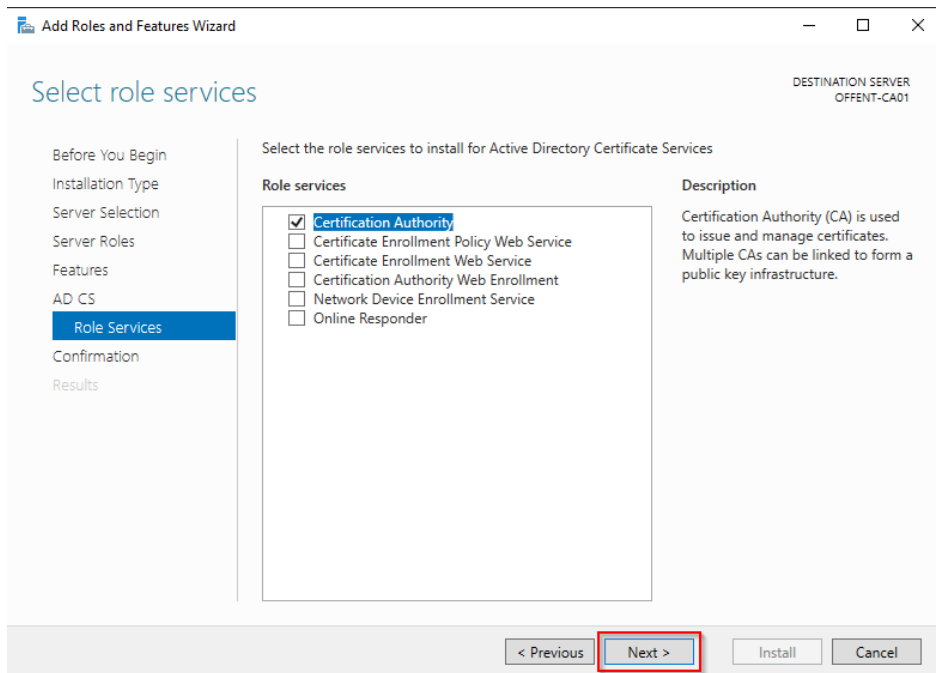 Add Roles and Features Wizard
Select role services
DESTINATION SERVER
OFFENT-CA01
Before You Begin
Installation Type
Server Selection
Server Roles
Features
AD CS
Role Services
Confirmation
Results
Select the role services to install for Active Directory Certificate Services
Role services
Certification Authority
Certificate Enrollment Policy Web Service
Certificate Enrollment Web Service
Certification Authority Web Enrollment
Network Device Enrollment Service
Online Responder
Description
Certification Authority (CA) is used
to issue and manage certificates.
Multiple CAs can be linked to form a
public key infrastructure.
< Previous
Next >
Install
Cancel